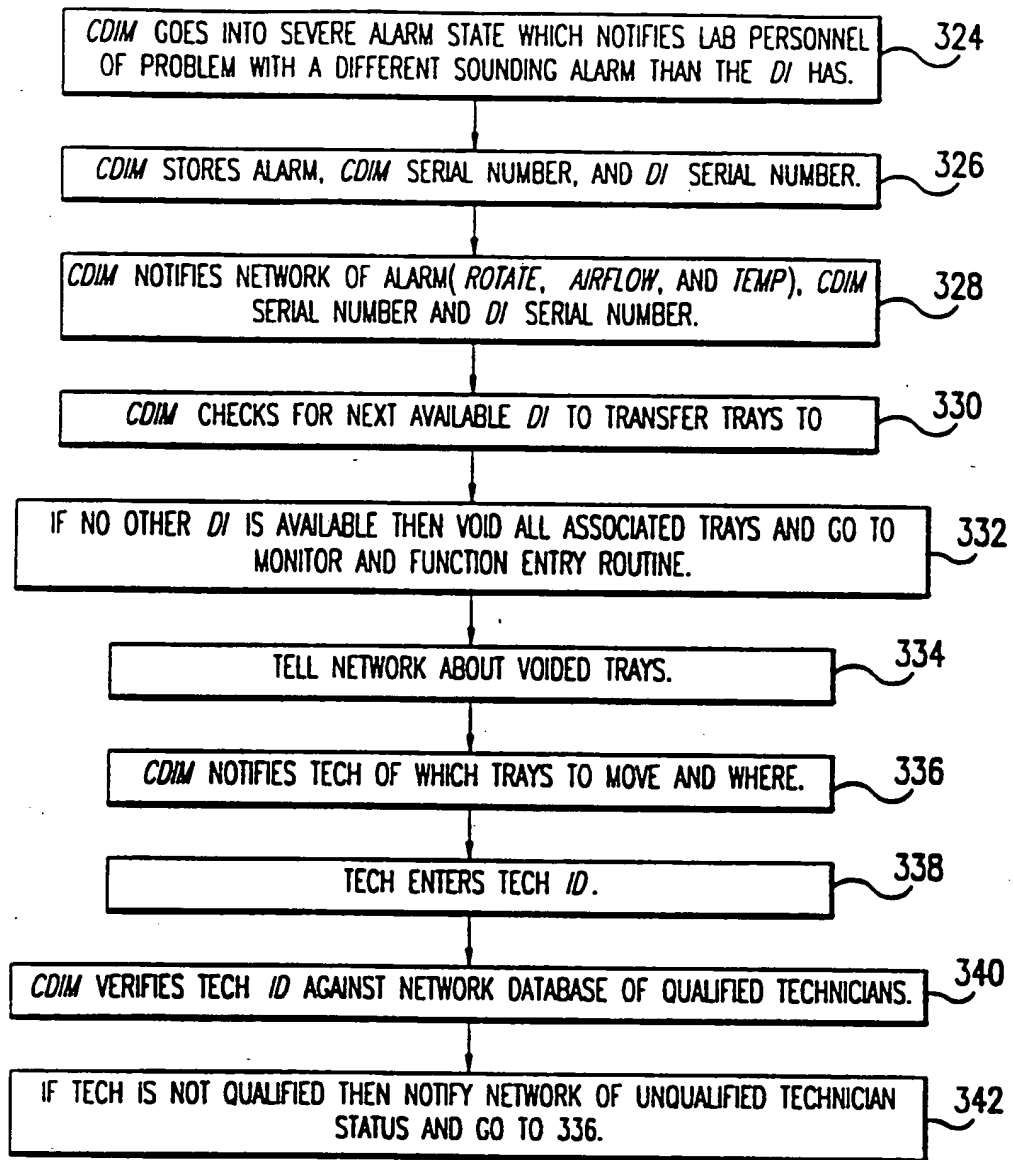 CDIM GOES INTO SEVERE ALARM STATE WHICH NOTIFIES LAB PERSONNEL
OF PROBLEM WITH A DIFFERENT SOUNDING ALARM THAN THE DI HAS.
324
CDIM STORES ALARM, CDIM SERIAL NUMBER, AND DI SERIAL NUMBER.
326
CDIM NOTIFIES NETWORK OF ALARM( ROTATE, AIRFLOW, AND TEMP), CDIM
SERIAL NUMBER AND DI SERIAL NUMBER.
328
CDIM CHECKS FOR NEXT AVAILABLE DI TO TRANSFER TRAYS TO
330
IF NO OTHER DI IS AVAILABLE THEN VOID ALL ASSOCIATED TRAYS AND GO TO
MONITOR AND FUNCTION ENTRY ROUTINE.
332
TELL NETWORK ABOUT VOIDED TRAYS.
334
CDIM NOTIFIES TECH OF WHICH TRAYS TO MOVE AND WHERE.
336
TECH ENTERS TECH ID.
338
CDIM VERIFIES TECH ID AGAINST NETWORK DATABASE OF QUALIFIED TECHNICIANS.
340
IF TECH IS NOT QUALIFIED THEN NOTIFY NETWORK OF UNQUALIFIED TECHNICIAN
STATUS AND GO TO 336.
342